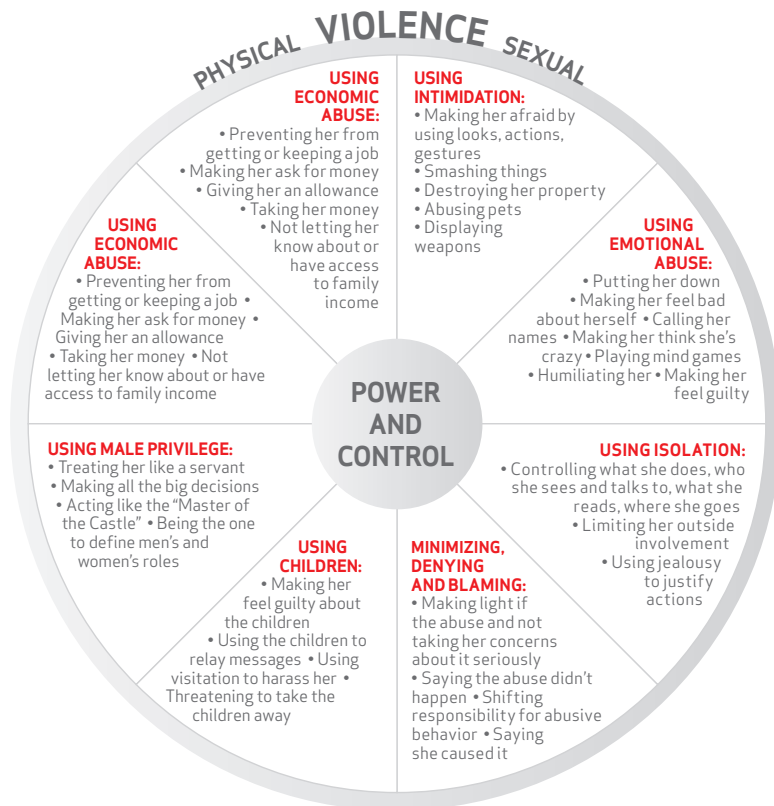 PHYSICAL VIOLENCE SEXUAL
USING
ECONOMIC
ABUSE:
• Preventing her from
getting or keeping a job
• Making her ask for money
• Giving her an allowance
• Taking her money
• Not letting her
know about or
have access
to family
income
USING
INTIMIDATION:
• Making her afraid by
using looks, actions,
gestures
• Smashing things
• Destroying her property
• Abusing pets
• Displaying
weapons
USING
EMOTIONAL
ABUSE:
• Putting her down
• Making her feel bad
about herself • Calling her
names • Making her think she’s
crazy • Playing mind games
• Humiliating her • Making her
feel guilty
USING ISOLATION:
• Controlling what she does, who
she sees and talks to, what she
reads, where she goes
• Limiting her outside
involvement
• Using jealousy
to justify
actions
MINIMIZING,
DENYING
AND BLAMING:
• Making light if
the abuse and not
taking her concerns
about it seriously
• Saying the abuse didn’t
happen • Shifting
responsibility for abusive
behavior • Saying
she caused it
USING
CHILDREN:
• Making her
feel guilty about
the children
• Using the children to
relay messages • Using
visitation to harass her •
Threatening to take the
children away
USING MALE PRIVILEGE:
• Treating her like a servant
• Making all the big decisions
• Acting like the “Master of
the Castle” • Being the one
to define men’s and
women’s roles
USING
ECONOMIC
ABUSE:
• Preventing her from
getting or keeping a job •
Making her ask for money •
Giving her an allowance
• Taking her money • Not
letting her know about or have
access to family income
POWER
AND
CONTROL